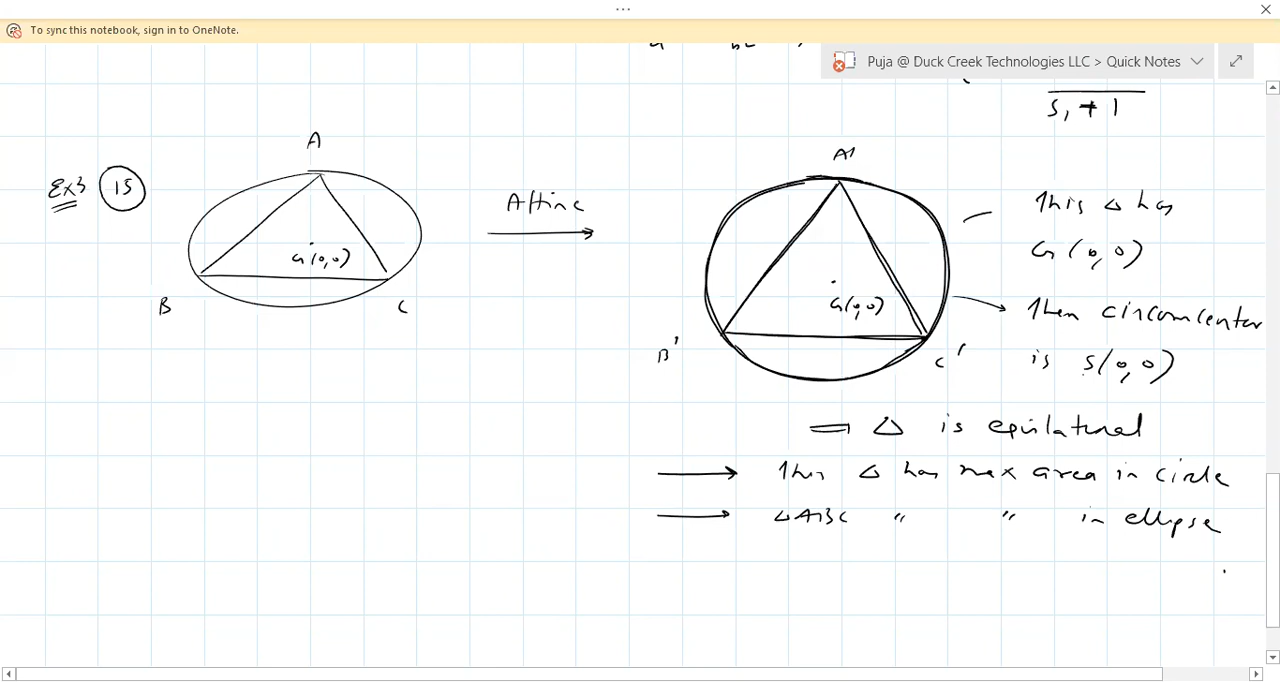 To sync this notebook, sign in to OneNote.
Puja @ Duck Creek Technologies LLC > Quick Notes
S1 + 1
Ex3 15
A
G(0,0)
B
C
Affine
A'
G(0,0)
B'
C'
This △ has
G(0,0)
Then circumcenter
is S(0,0)
⇒ △ is equilateral
→ This △ has max area in circle
→ △ABC " " in ellipse